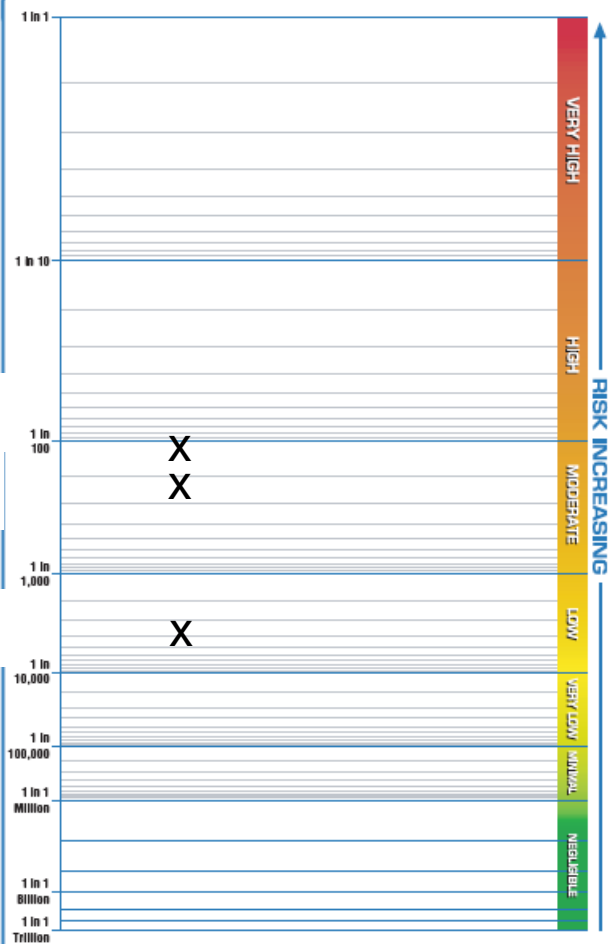 1 in 1
1 in 10
1 in
100
1 in
1,000
1 in
10,000
1 in
100,000
1 in 1
Million
1 in 1
Billion
1 in 1
Trillion
X
X
X
VERY HIGH
HIGH
MODERATE
LOW
VERY LOW
MINIMAL
NEGLIGIBLE
RISK INCREASING